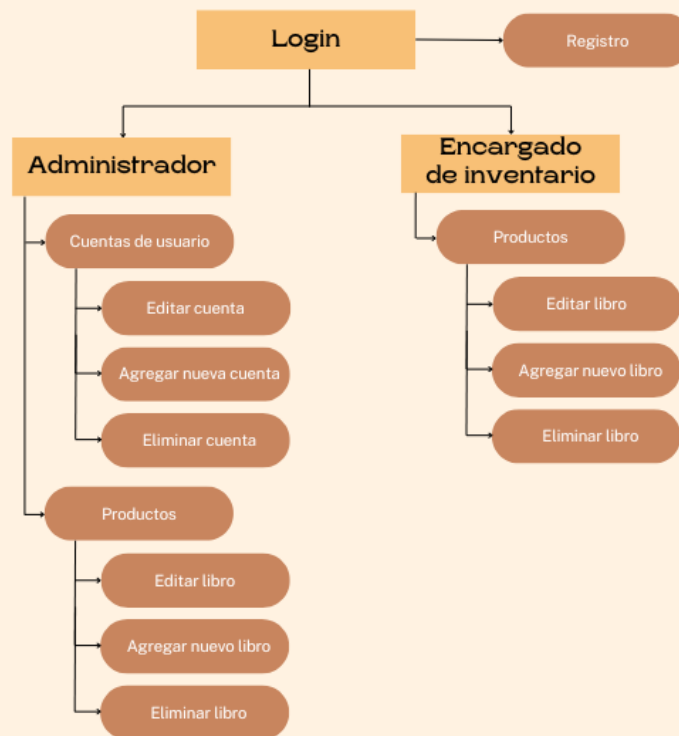 Login
Registro
Administrador
Cuentas de usuario
Editar cuenta
Agregar nueva cuenta
Eliminar cuenta
Productos
Editar libro
Agregar nuevo libro
Eliminar libro
Encargado
de inventario
Productos
Editar libro
Agregar nuevo libro
Eliminar libro